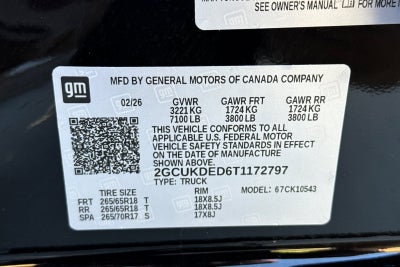 SEE OWNER'S MANUAL
FOR MORE
gm
MFD BY GENERAL MOTORS OF CANADA COMPANY
02/26 GVWR GAWR FRT GAWR RR
3221 KG 1724 KG 1724 KG
7100 LB 3800 LB 3800 LB
THIS VEHICLE CONFORMS TO ALL
APPLICABLE U.S. FEDERAL MOTOR
VEHICLE SAFETY STANDARDS IN EFFECT ON
THE DATE OF MANUFACTURE SHOWN ABOVE.
2GCUKDED6T1172797
TYPE: TRUCK MODEL: 67CK10543
TIRE SIZE RIM
FRT 265/65R18 T 18X8.5J
RR 265/65R18 T 18X8.5J
SPA 265/70R17 S 17X8J